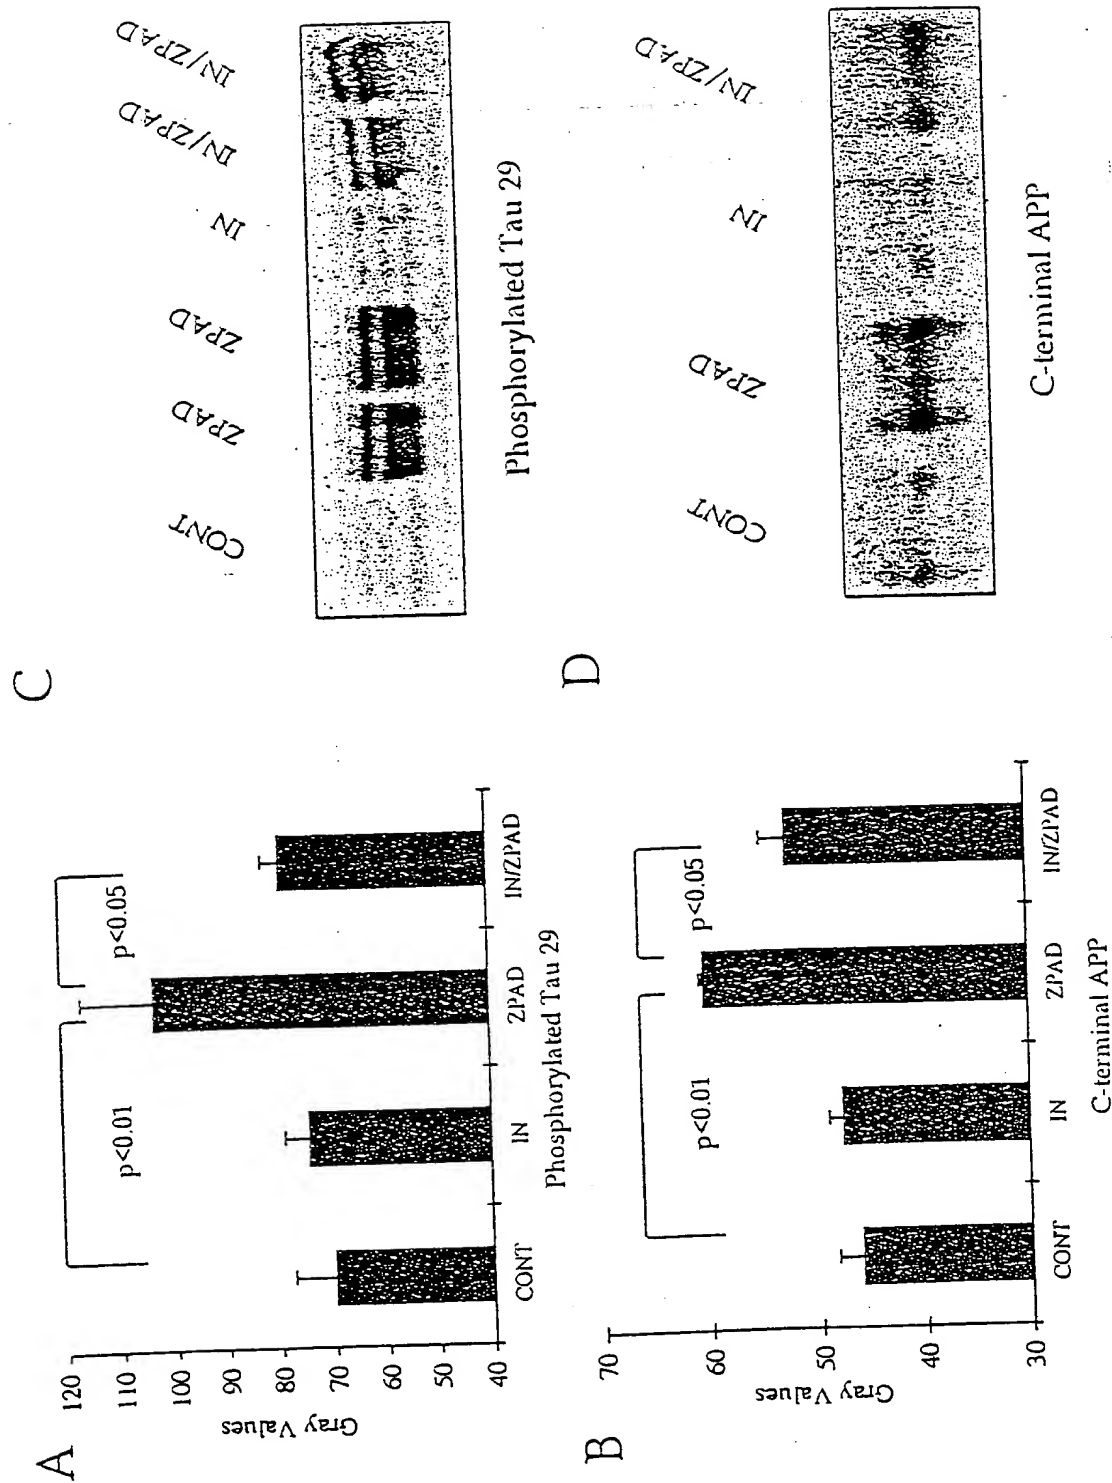 A
Gray Values
120
110
100
90
80
70
60
50
40
p<0.01
p<0.05
CONT
IN
ZPAD
IN/ZPAD
Phosphorylated Tau 29
B
Gray Values
70
60
50
40
30
p<0.01
p<0.05
CONT
IN
ZPAD
IN/ZPAD
C-terminal APP
C
CONT
ZPAD
ZPAD
IN
IN/ZPAD
IN/ZPAD
Phosphorylated Tau 29
D
CONT
ZPAD
IN
IN/ZPAD
C-terminal APP